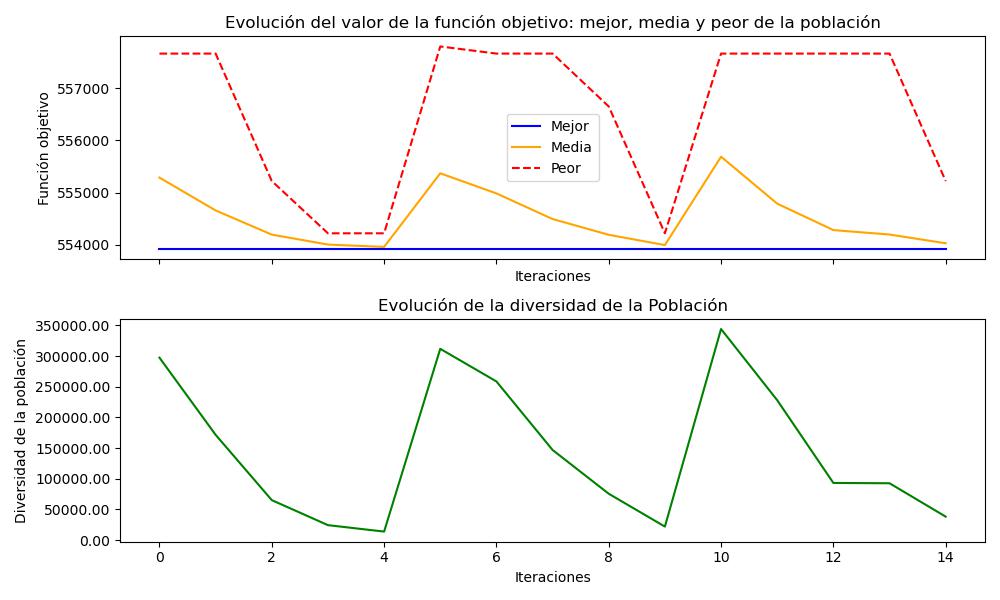 Evolución del valor de la función objetivo: mejor, media y peor de la población
Función objetivo
557000
556000
555000
554000
Mejor
Media
Peor
Iteraciones
Evolución de la diversidad de la Población
Diversidad de la población
350000.00
300000.00
250000.00
200000.00
150000.00
100000.00
50000.00
0.00
0 2 4 6 8 10 12 14
Iteraciones